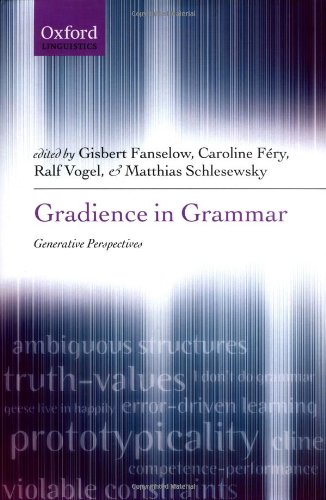 Oxford
LINGUISTICS
edited by Gisbert Fanselow, Caroline Féry,
Ralf Vogel, & Matthias Schlesewsky
Gradience in Grammar
Generative Perspectives
ambiguous structures
truth-values
I don't do grammar
geese live in happily
error-driven learning
prototypicality
cline
competence-performance
violable constraints